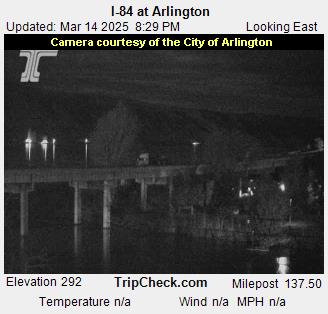 I-84 at Arlington
Updated: Mar 14 2025 8:29 PM Looking East
Camera courtesy of the City of Arlington
Elevation 292 TripCheck.com Milepost 137.50
Temperature n/a Wind n/a MPH n/a